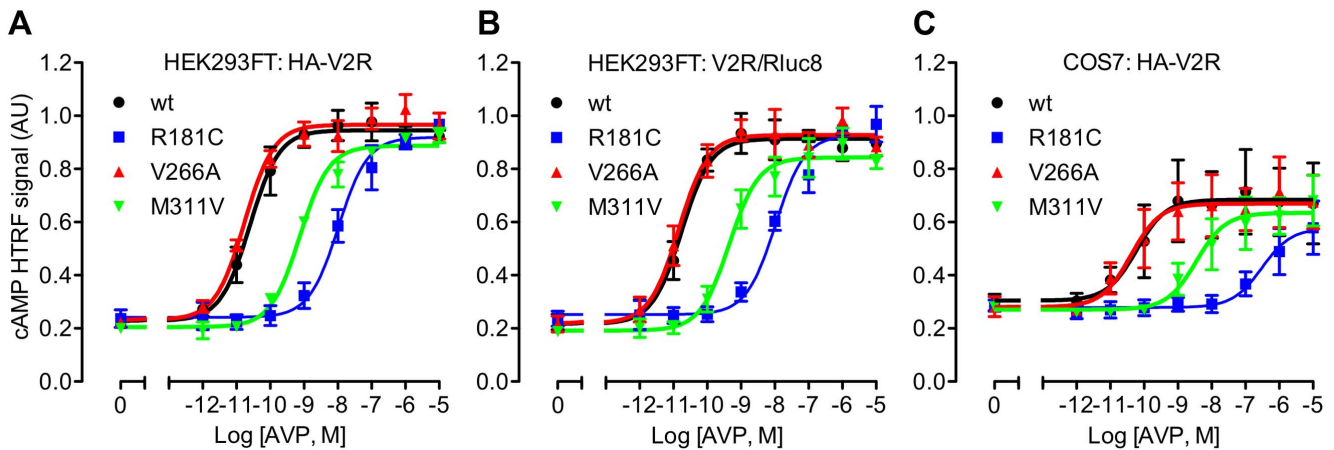 A
HEK293FT: HA-V2R
cAMP HTRF signal (AU)
1.2
1.0
0.8
0.6
0.4
0.2
0.0
wt
R181C
V266A
M311V
0 -12 -11 -10 -9 -8 -7 -6 -5
Log [AVP, M]
B
HEK293FT: V2R/Rluc8
1.2
1.0
0.8
0.6
0.4
0.2
0.0
wt
R181C
V266A
M311V
0 -12 -11 -10 -9 -8 -7 -6 -5
Log [AVP, M]
C
COS7: HA-V2R
1.2
1.0
0.8
0.6
0.4
0.2
0.0
wt
R181C
V266A
M311V
0 -12 -11 -10 -9 -8 -7 -6 -5
Log [AVP, M]